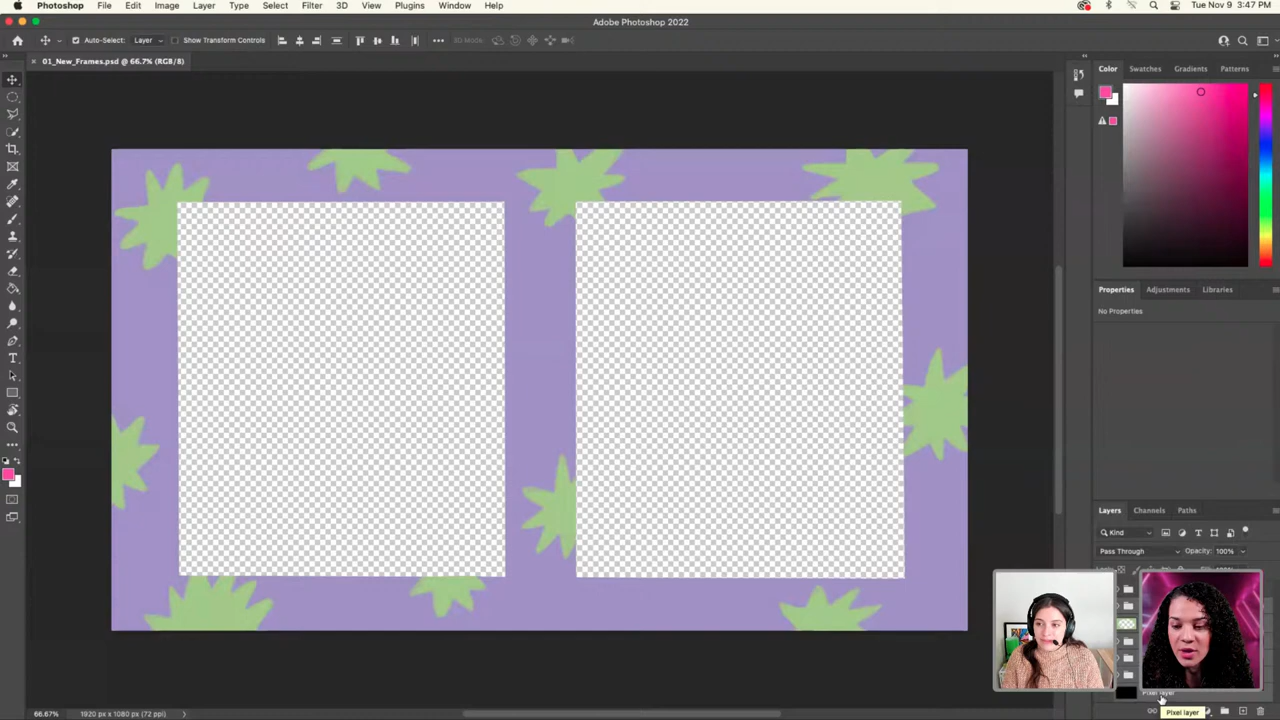 Photoshop File Edit Image Layer Type Select Filter 3D View Plugins Window Help Tue Nov 9 3:47 PM
Adobe Photoshop 2022
Auto-Select: Layer Show Transform Controls 3D Mode:
01_New_Frames.psd @ 66.7% (RGB/8)
Color Swatches Gradients Patterns
Properties Adjustments Libraries
No Properties
Layers Channels Paths
Kind
Pass Through Opacity: 100%
Pixel layer
Pixel layer
66.67% 1920 px x 1080 px (72 ppi)